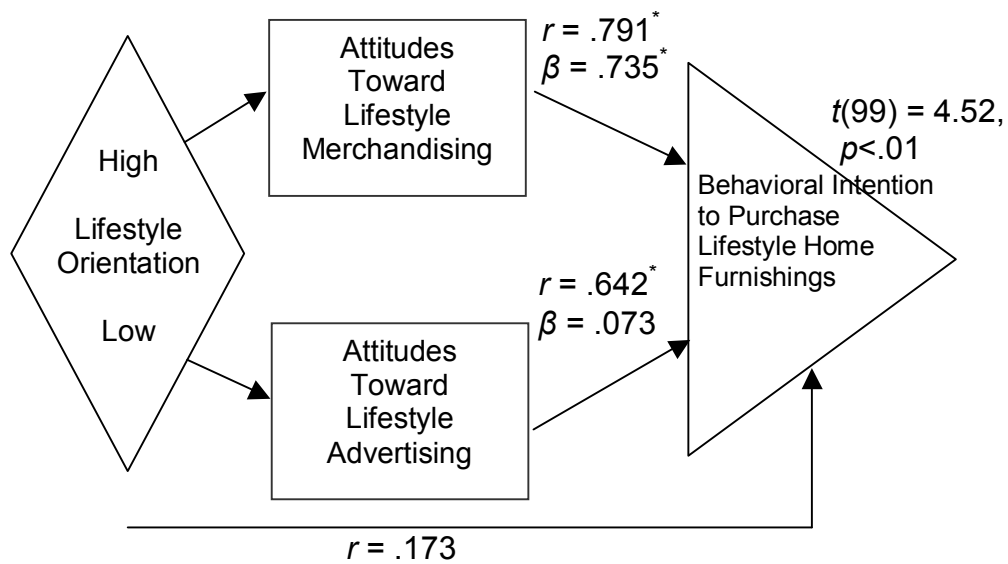 High
Lifestyle
Orientation
Low
Attitudes
Toward
Lifestyle
Merchandising
r = .791*
β = .735*
Attitudes
Toward
Lifestyle
Advertising
r = .642*
β = .073
t(99) = 4.52,
p<.01
Behavioral Intention
to Purchase
Lifestyle Home
Furnishings
r = .173